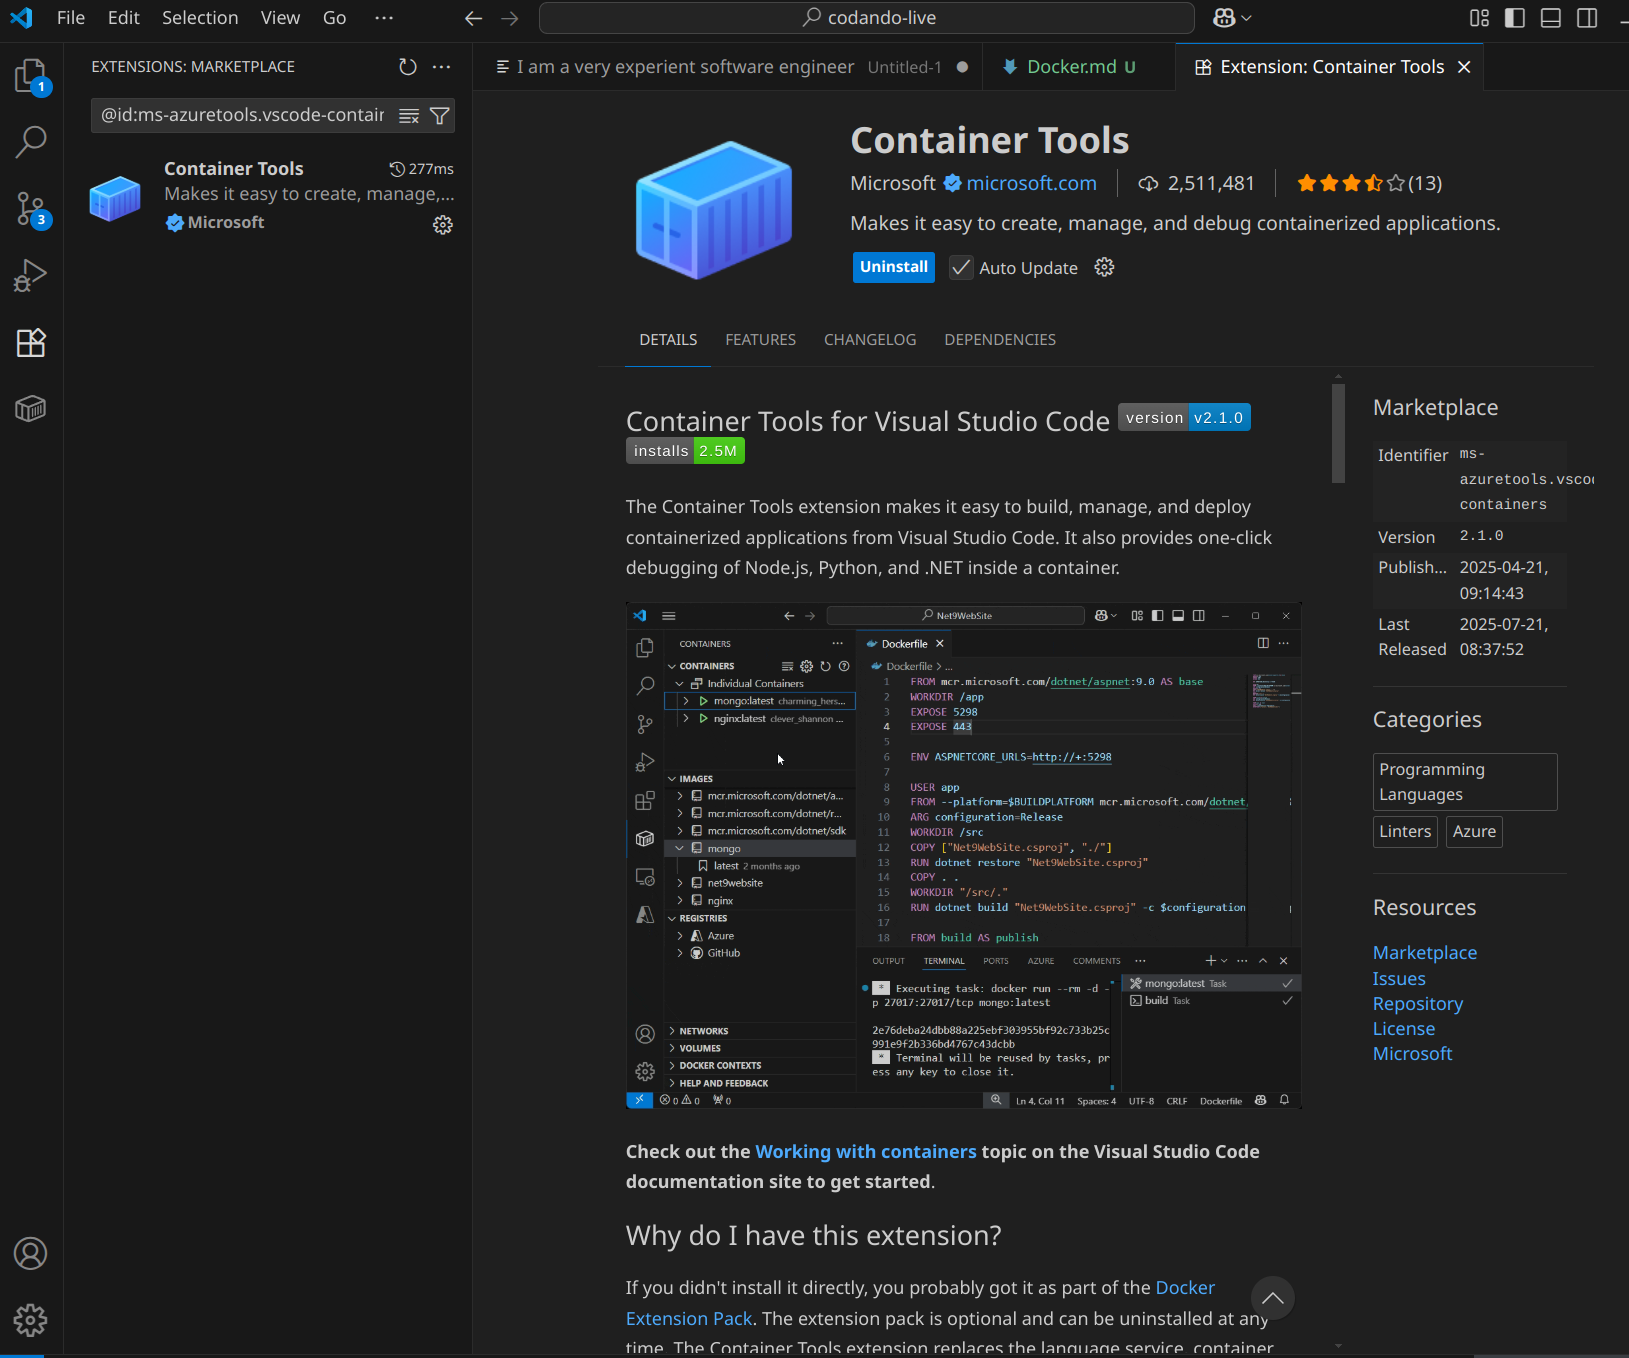 File Edit Selection View Go ··· codando-live
EXTENSIONS: MARKETPLACE
1
3
@id:ms-azuretools.vscode-contair
Container Tools 277ms
Makes it easy to create, manage,...
Microsoft
I am a very experient software engineer Untitled-1
Docker.md U
Extension: Container Tools
Container Tools
Microsoft microsoft.com 2,511,481 (13)
Makes it easy to create, manage, and debug containerized applications.
Uninstall Auto Update
DETAILS FEATURES CHANGELOG DEPENDENCIES
Container Tools for Visual Studio Code version v2.1.0
installs 2.5M
The Container Tools extension makes it easy to build, manage, and deploy
containerized applications from Visual Studio Code. It also provides one-click
debugging of Node.js, Python, and .NET inside a container.
Net9WebSite
CONTAINERS ···
CONTAINERS
Individual Containers
mongo:latest charming_hers...
nginx:latest clever_shannon ...
IMAGES
mcr.microsoft.com/dotnet/a...
mcr.microsoft.com/dotnet/r...
mcr.microsoft.com/dotnet/sdk
mongo
latest 2 months ago
net9website
nginx
REGISTRIES
Azure
GitHub
NETWORKS
VOLUMES
DOCKER CONTEXTS
HELP AND FEEDBACK
Dockerfile
Dockerfile > ...
1 FROM mcr.microsoft.com/dotnet/aspnet:9.0 AS base
2 WORKDIR /app
3 EXPOSE 5298
4 EXPOSE 443
5
6 ENV ASPNETCORE_URLS=http://+:5298
7
8 USER app
9 FROM --platform=$BUILDPLATFORM mcr.microsoft.com/dotnet/
10 ARG configuration=Release
11 WORKDIR /src
12 COPY ["Net9WebSite.csproj", "./"]
13 RUN dotnet restore "Net9WebSite.csproj"
14 COPY . .
15 WORKDIR "/src/."
16 RUN dotnet build "Net9WebSite.csproj" -c $configuration
17
18 FROM build AS publish
OUTPUT TERMINAL PORTS AZURE COMMENTS ···
* Executing task: docker run --rm -d -
p 27017:27017/tcp mongo:latest
2e76deba24dbb88a225ebf303955bf92c733b25c
991e9f2b336bd4767c43dcbb
* Terminal will be reused by tasks, pr
ess any key to close it.
mongo:latest Task
build Task
0 0 0 Ln 4, Col 11 Spaces: 4 UTF-8 CRLF Dockerfile
Check out the Working with containers topic on the Visual Studio Code
documentation site to get started.
Why do I have this extension?
If you didn't install it directly, you probably got it as part of the Docker
Extension Pack. The extension pack is optional and can be uninstalled at any
time. The Container Tools extension replaces the language service, container
Marketplace
Identifier ms-
azuretools.vscod
containers
Version 2.1.0
Publish... 2025-04-21,
09:14:43
Last 2025-07-21,
Released 08:37:52
Categories
Programming
Languages
Linters Azure
Resources
Marketplace
Issues
Repository
License
Microsoft